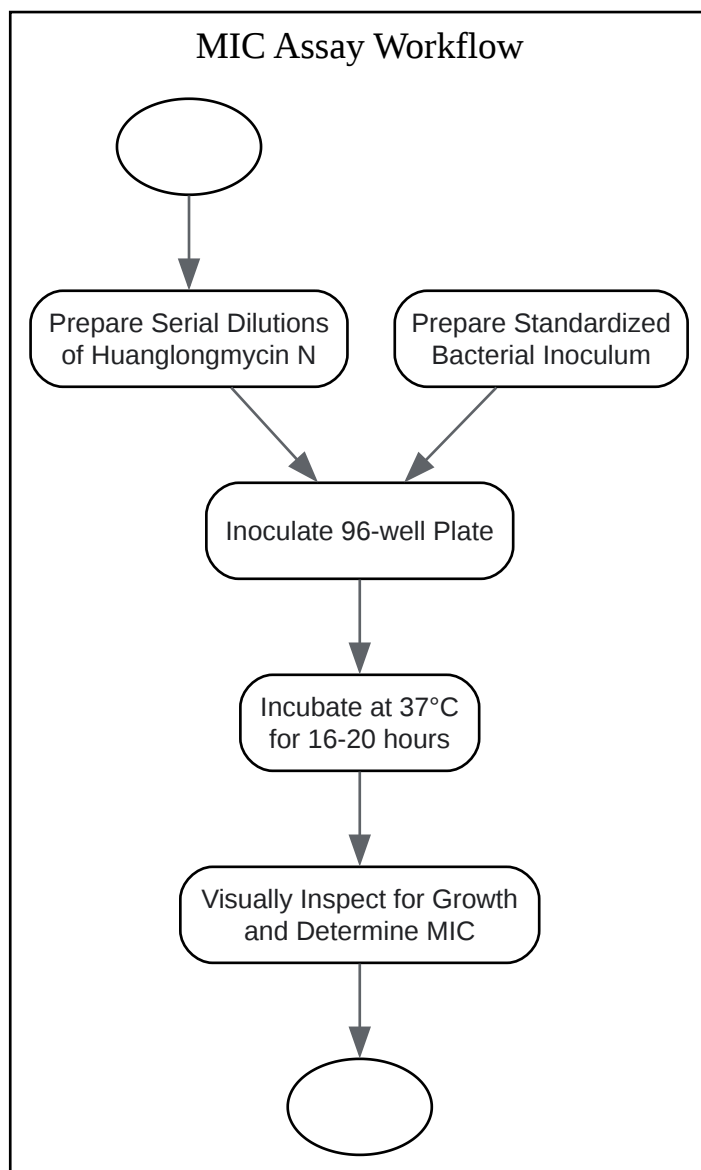 MIC Assay Workflow
Prepare Serial Dilutions
of Huanglongmycin N
Prepare Standardized
Bacterial Inoculum
Inoculate 96-well Plate
Incubate at 37°C
for 16-20 hours
Visually Inspect for Growth
and Determine MIC